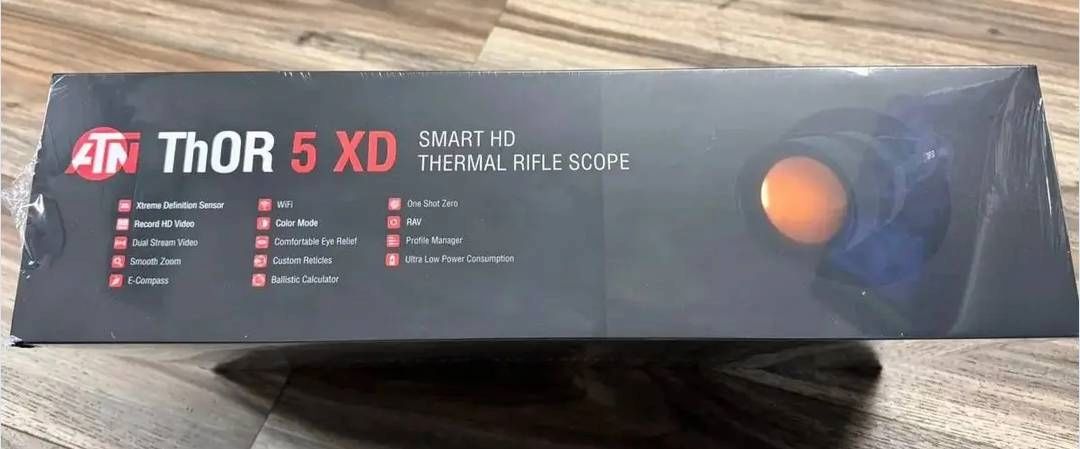 ATN ThOR 5 XD SMART HD
THERMAL RIFLE SCOPE
Xtreme Definition Sensor
Record HD Video
Dual Stream Video
Smooth Zoom
E-Compass
WiFi
Color Mode
Comfortable Eye Relief
Custom Reticles
Ballistic Calculator
One Shot Zero
RAV
Profile Manager
Ultra Low Power Consumption